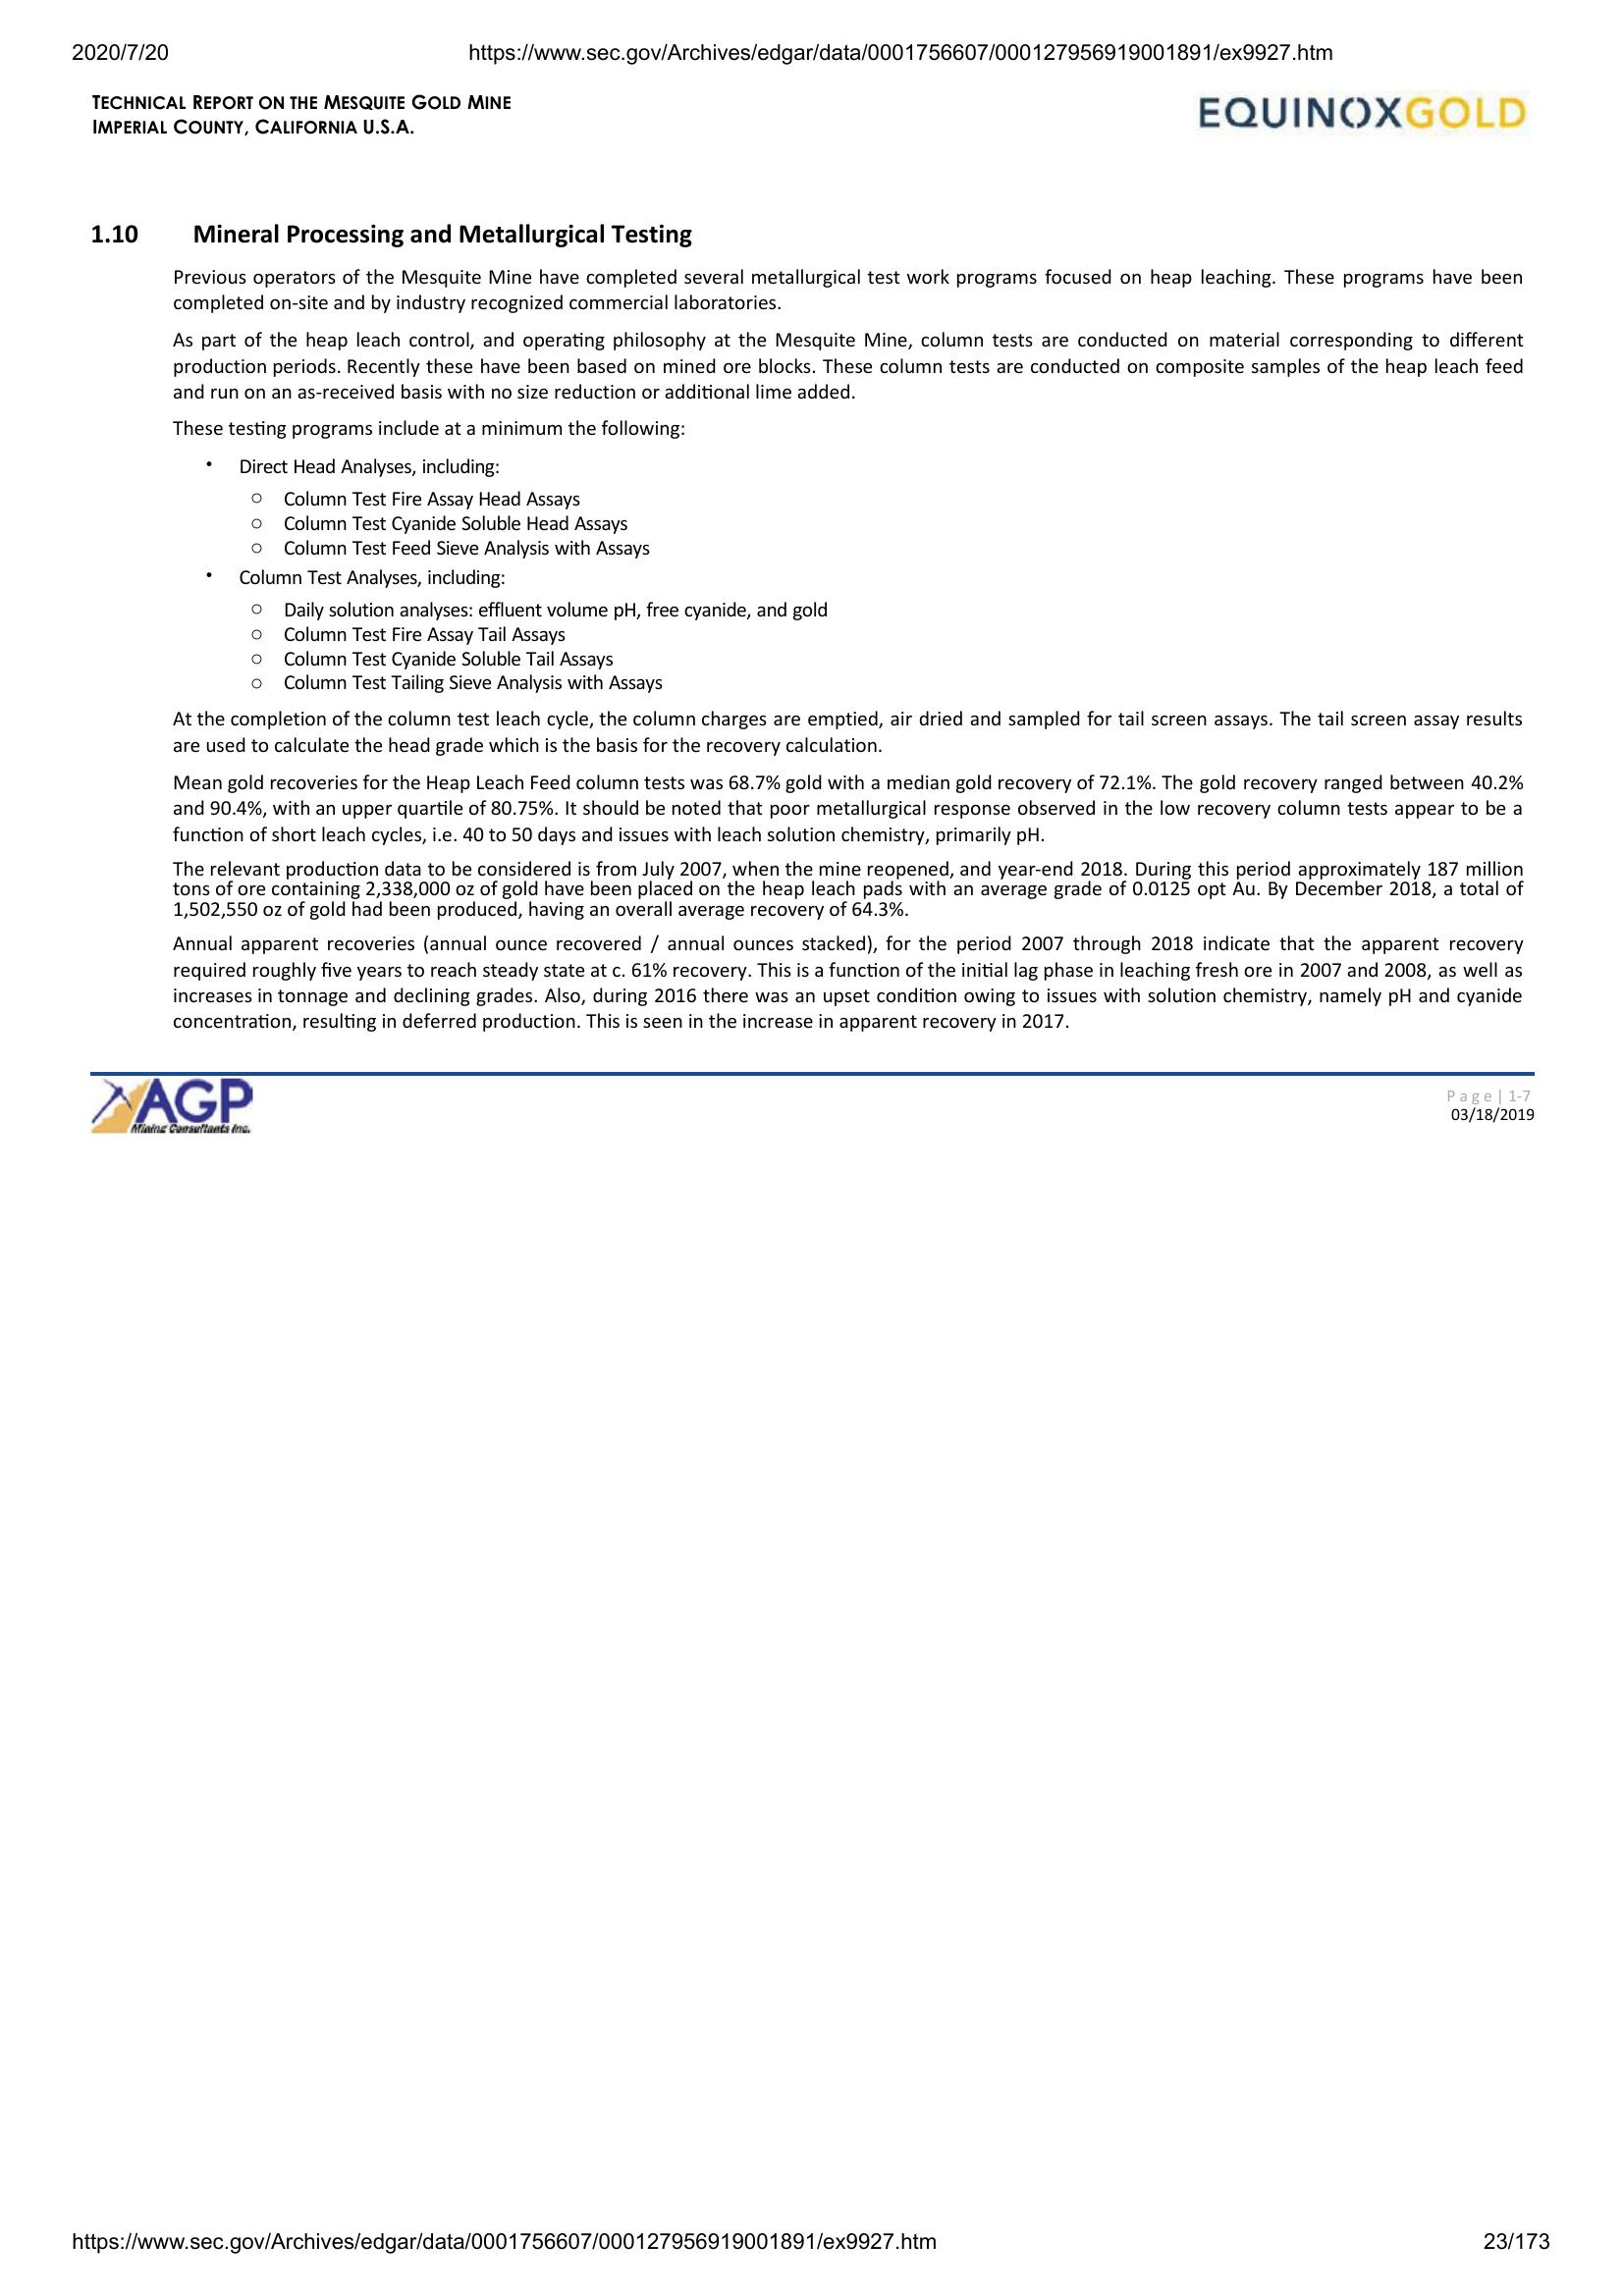 2020/7/20 https://www.sec.gov/Archives/edgar/data/0001756607/000127956919001891/ex9927.htm
TECHNICAL REPORT ON THE MESQUITE GOLD MINE
IMPERIAL COUNTY, CALIFORNIA U.S.A.
EQUINOXGOLD
1.10 Mineral Processing and Metallurgical Testing
Previous operators of the Mesquite Mine have completed several metallurgical test work programs focused on heap leaching. These programs have been
completed on-site and by industry recognized commercial laboratories.
As part of the heap leach control, and operating philosophy at the Mesquite Mine, column tests are conducted on material corresponding to different
production periods. Recently these have been based on mined ore blocks. These column tests are conducted on composite samples of the heap leach feed
and run on an as-received basis with no size reduction or additional lime added.
These testing programs include at a minimum the following:
• Direct Head Analyses, including:
○ Column Test Fire Assay Head Assays
○ Column Test Cyanide Soluble Head Assays
○ Column Test Feed Sieve Analysis with Assays
• Column Test Analyses, including:
○ Daily solution analyses: effluent volume pH, free cyanide, and gold
○ Column Test Fire Assay Tail Assays
○ Column Test Cyanide Soluble Tail Assays
○ Column Test Tailing Sieve Analysis with Assays
At the completion of the column test leach cycle, the column charges are emptied, air dried and sampled for tail screen assays. The tail screen assay results
are used to calculate the head grade which is the basis for the recovery calculation.
Mean gold recoveries for the Heap Leach Feed column tests was 68.7% gold with a median gold recovery of 72.1%. The gold recovery ranged between 40.2%
and 90.4%, with an upper quartile of 80.75%. It should be noted that poor metallurgical response observed in the low recovery column tests appear to be a
function of short leach cycles, i.e. 40 to 50 days and issues with leach solution chemistry, primarily pH.
The relevant production data to be considered is from July 2007, when the mine reopened, and year-end 2018. During this period approximately 187 million
tons of ore containing 2,338,000 oz of gold have been placed on the heap leach pads with an average grade of 0.0125 opt Au. By December 2018, a total of
1,502,550 oz of gold had been produced, having an overall average recovery of 64.3%.
Annual apparent recoveries (annual ounce recovered / annual ounces stacked), for the period 2007 through 2018 indicate that the apparent recovery
required roughly five years to reach steady state at c. 61% recovery. This is a function of the initial lag phase in leaching fresh ore in 2007 and 2008, as well as
increases in tonnage and declining grades. Also, during 2016 there was an upset condition owing to issues with solution chemistry, namely pH and cyanide
concentration, resulting in deferred production. This is seen in the increase in apparent recovery in 2017.
AGP
Mining Consultants Inc.
Page | 1-7
03/18/2019
https://www.sec.gov/Archives/edgar/data/0001756607/000127956919001891/ex9927.htm 23/173